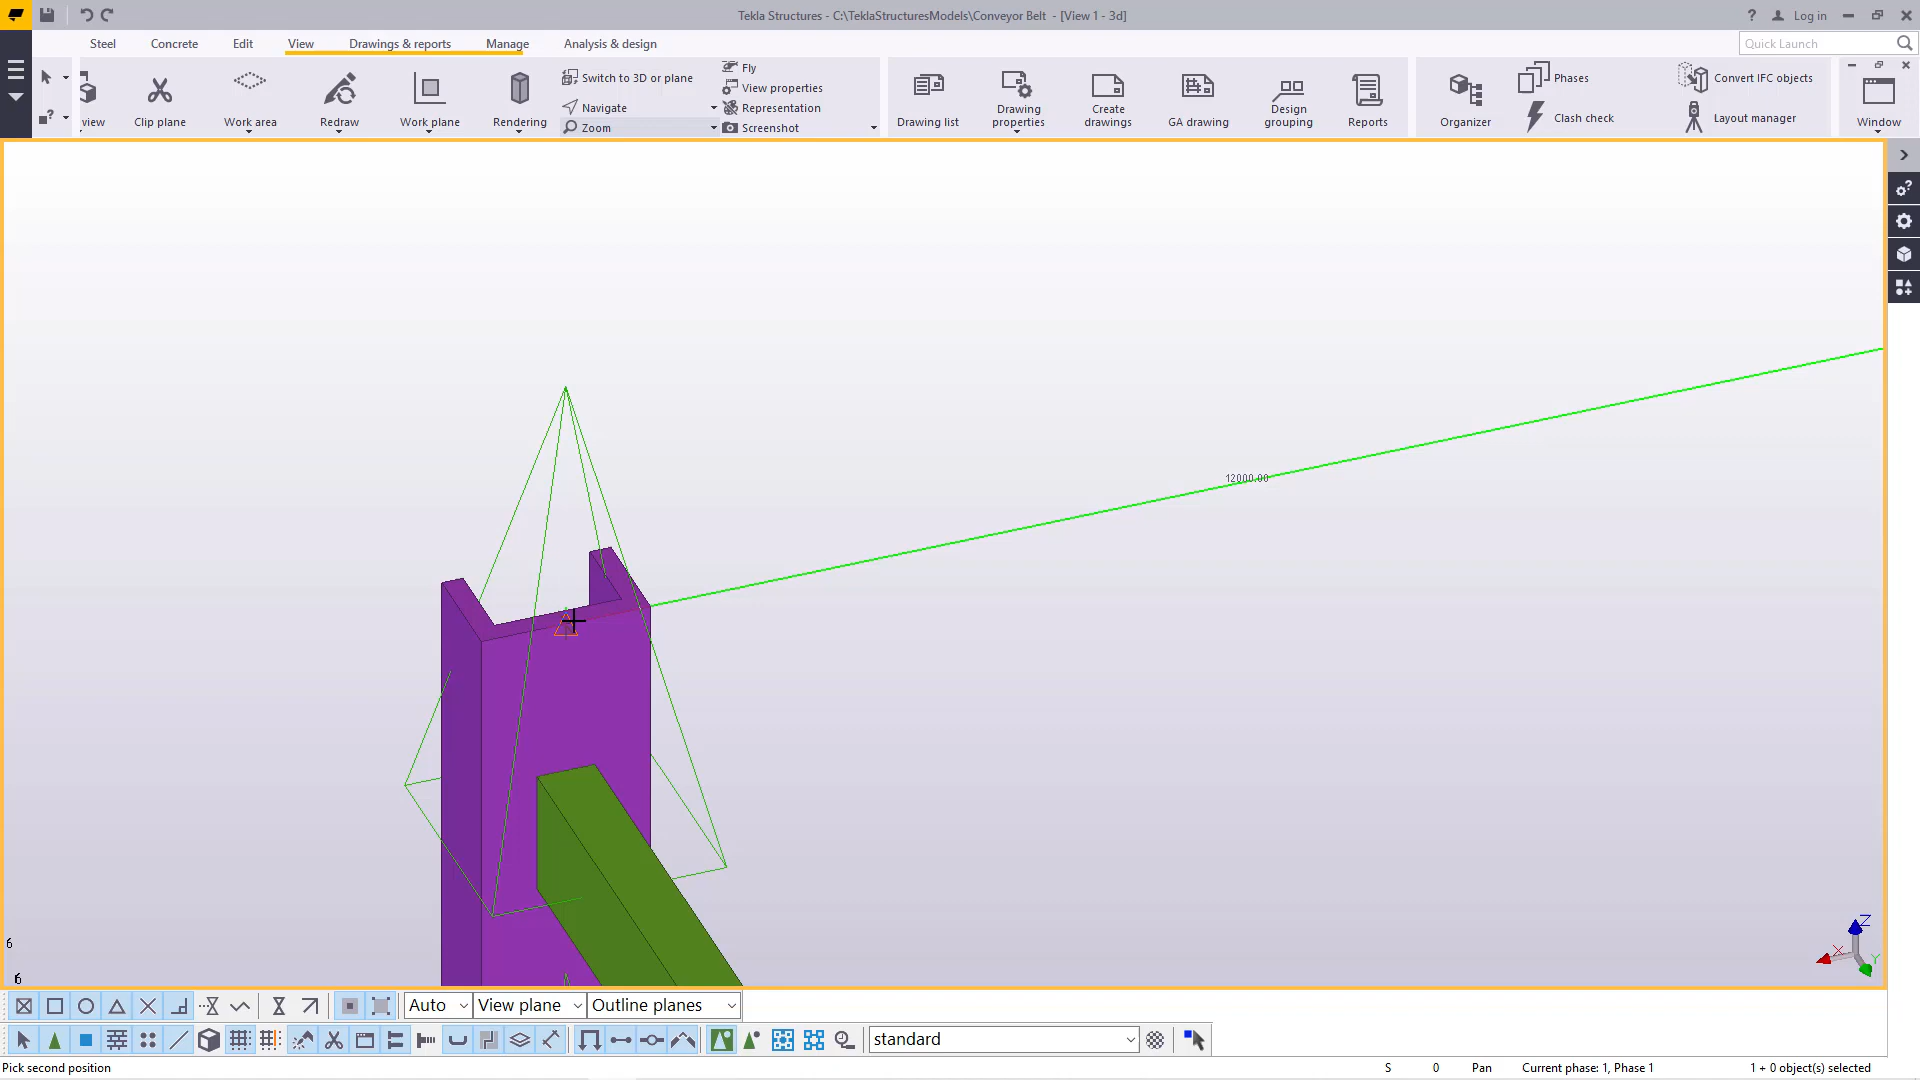 Tekla Structures - C:\TeklaStructuresModels\Conveyor Belt - [View 1 - 3d]
? Log in
Steel Concrete Edit View Drawings & reports Manage Analysis & design
Quick Launch
view
Clip plane
Work area
Redraw
Work plane
Rendering
Switch to 3D or plane
Navigate
Zoom
Fly
View properties
Representation
Screenshot
Drawing list
Drawing
properties
Create
drawings
GA drawing
Design
grouping
Reports
Organizer
Phases
Clash check
Convert IFC objects
Layout manager
Window
12000.00
6
6
Z
X
Y
Auto View plane Outline planes
standard
Pick second position S 0 Pan Current phase: 1, Phase 1 1 + 0 object(s) selected